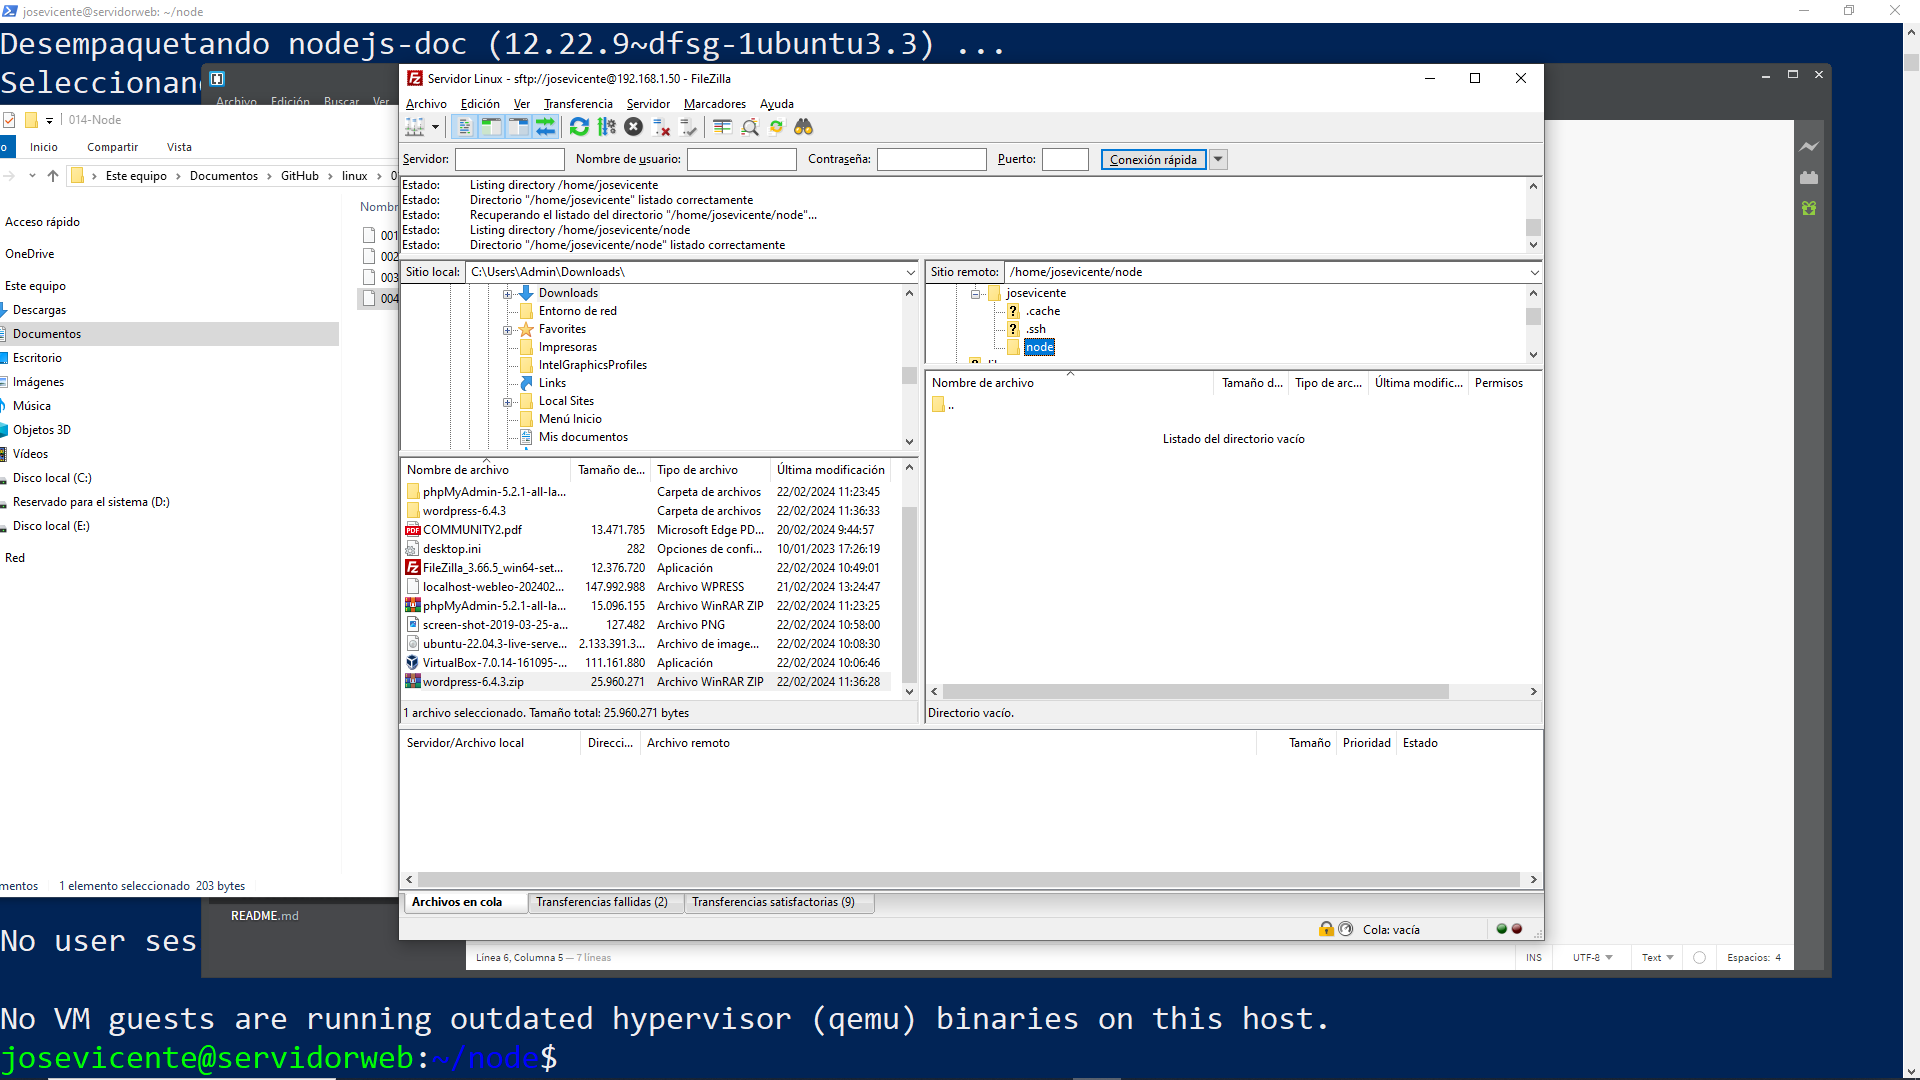 josevicente@servidorweb: ~/node
Desempaquetando nodejs-doc (12.22.9~dfsg-1ubuntu3.3) ...
Seleccionan
Archivo Edición Buscar Ver
014-Node
Inicio Compartir Vista
Este equipo > Documentos > GitHub > linux > 0
Nombr
Acceso rápido
OneDrive
Este equipo
Descargas
Documentos
Escritorio
Imágenes
Música
Objetos 3D
Vídeos
Disco local (C:)
Reservado para el sistema (D:)
Disco local (E:)
Red
001
002
003
004
mentos 1 elemento seleccionado 203 bytes
Servidor Linux - sftp://josevicente@192.168.1.50 - FileZilla
Archivo Edición Ver Transferencia Servidor Marcadores Ayuda
Servidor: Nombre de usuario: Contraseña: Puerto: Conexión rápida
Estado: Listing directory /home/josevicente
Estado: Directorio "/home/josevicente" listado correctamente
Estado: Recuperando el listado del directorio "/home/josevicente/node"...
Estado: Listing directory /home/josevicente/node
Estado: Directorio "/home/josevicente/node" listado correctamente
Sitio local: C:\Users\Admin\Downloads\
Downloads
Entorno de red
Favorites
Impresoras
IntelGraphicsProfiles
Links
Local Sites
Menú Inicio
Mis documentos
Nombre de archivo Tamaño de... Tipo de archivo Última modificación
phpMyAdmin-5.2.1-all-la... Carpeta de archivos 22/02/2024 11:23:45
wordpress-6.4.3 Carpeta de archivos 22/02/2024 11:36:33
COMMUNITY2.pdf 13.471.785 Microsoft Edge PD... 20/02/2024 9:44:57
desktop.ini 282 Opciones de confi... 10/01/2023 17:26:19
FileZilla_3.66.5_win64-set... 12.376.720 Aplicación 22/02/2024 10:49:01
localhost-webleo-202402... 147.992.988 Archivo WPRESS 21/02/2024 13:24:47
phpMyAdmin-5.2.1-all-la... 15.096.155 Archivo WinRAR ZIP 22/02/2024 11:23:25
screen-shot-2019-03-25-a... 127.482 Archivo PNG 22/02/2024 10:58:00
ubuntu-22.04.3-live-serve... 2.133.391.3... Archivo de image... 22/02/2024 10:08:30
VirtualBox-7.0.14-161095-... 111.161.880 Aplicación 22/02/2024 10:06:46
wordpress-6.4.3.zip 25.960.271 Archivo WinRAR ZIP 22/02/2024 11:36:28
1 archivo seleccionado. Tamaño total: 25.960.271 bytes
Sitio remoto: /home/josevicente/node
josevicente
.cache
.ssh
node
Nombre de archivo Tamaño d... Tipo de arc... Última modific... Permisos
..
Listado del directorio vacío
Directorio vacío.
Servidor/Archivo local Direcci... Archivo remoto Tamaño Prioridad Estado
Archivos en cola Transferencias fallidas (2) Transferencias satisfactorias (9)
Cola: vacía
README.md
Línea 6, Columna 5 — 7 líneas INS UTF-8 Text Espacios: 4
No user ses
No VM guests are running outdated hypervisor (qemu) binaries on this host.
josevicente@servidorweb:~/node$